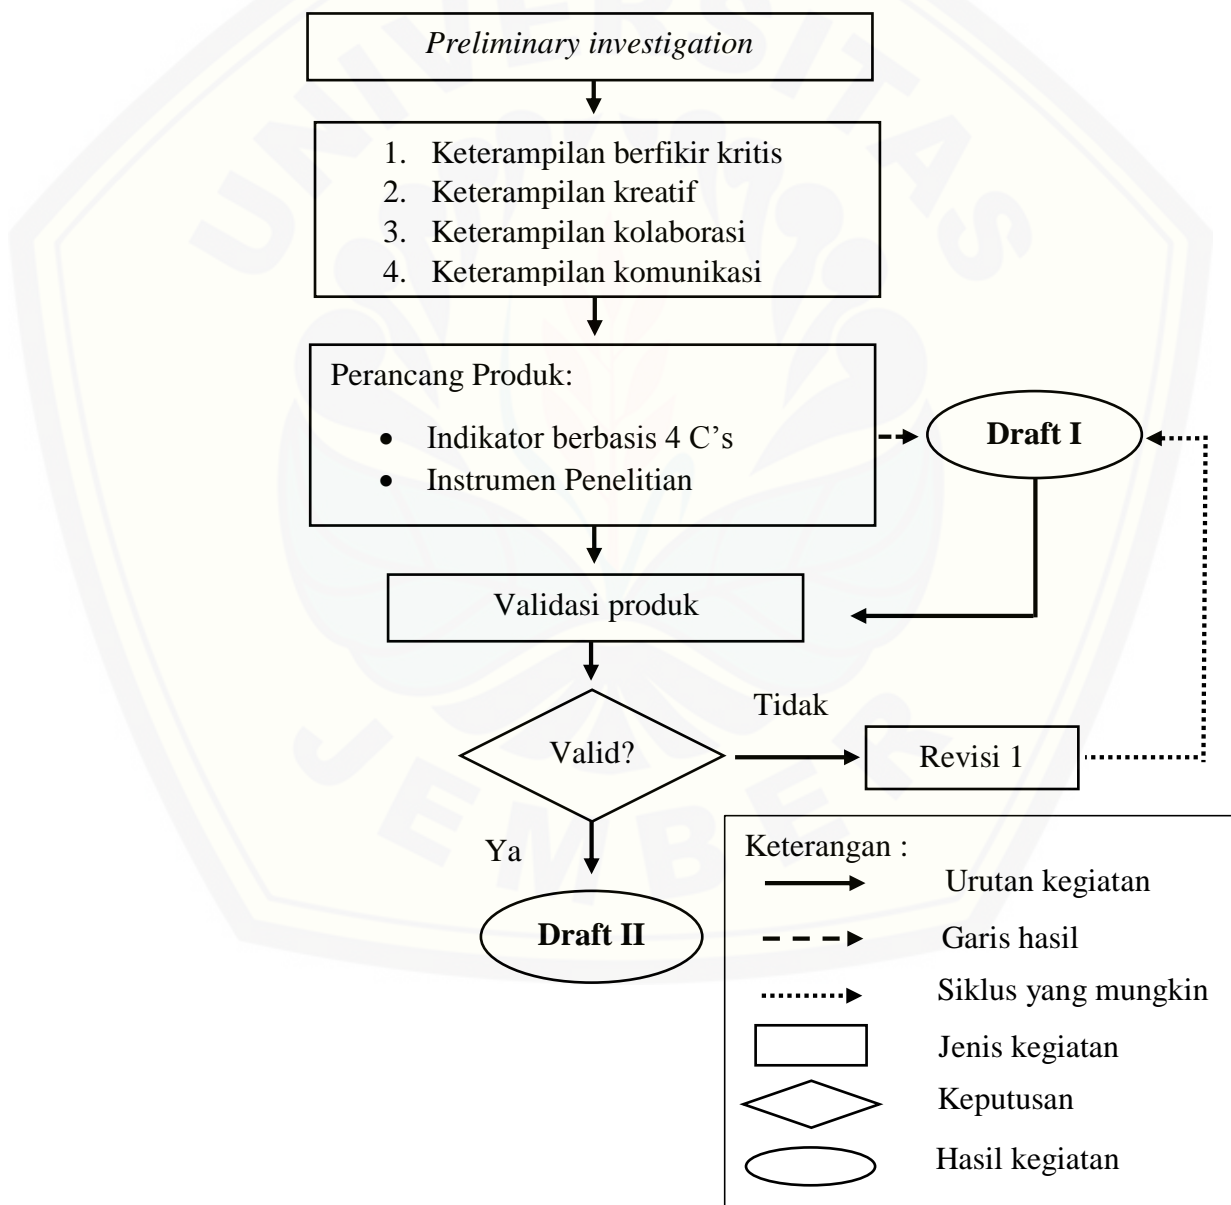 UNIVERSITAS
Preliminary investigation
1. Keterampilan berfikir kritis
2. Keterampilan kreatif
3. Keterampilan kolaborasi
4. Keterampilan komunikasi
Perancang Produk:
• Indikator berbasis 4 C’s
• Instrumen Penelitian
Draft I
Validasi produk
Valid?
Tidak
Revisi 1
Ya
Draft II
Keterangan :
Urutan kegiatan
Garis hasil
Siklus yang mungkin
Jenis kegiatan
Keputusan
Hasil kegiatan
JEMBER